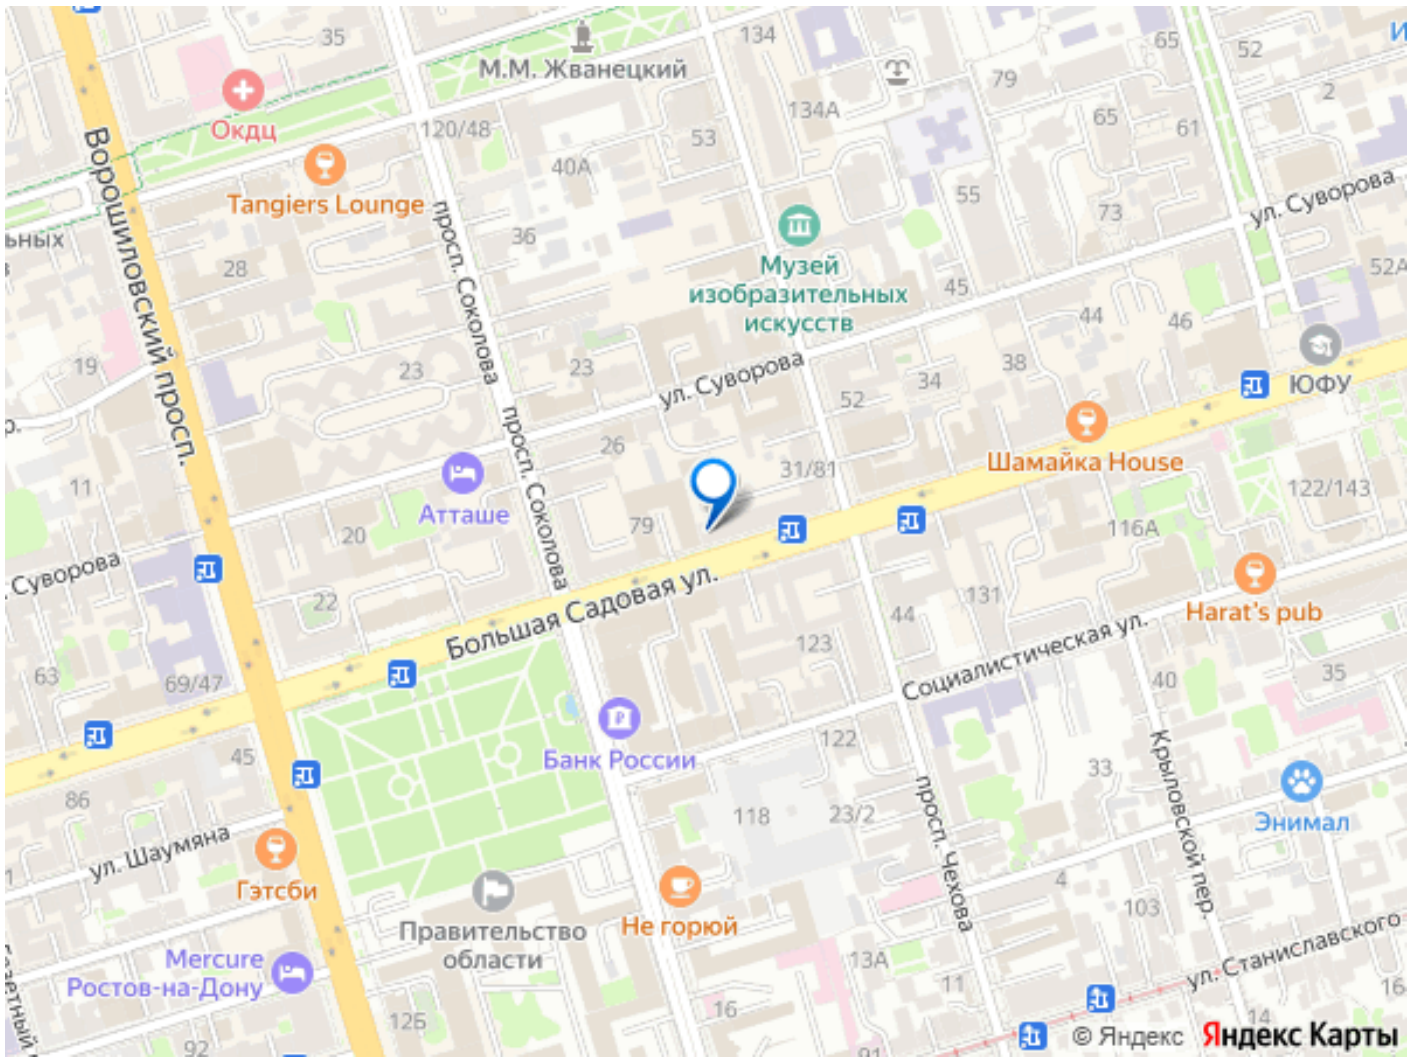 35
134
65
52
М.М. Жванецкий
79
2
Окдц
120/48
134А
65
61
53
Ворошиловский просп.
40А
Tangiers Lounge
просп. Соколова
55
ул. Суворова
73
ьных
36
28
Музей
изобразительных
искусств
52А
45
44
46
19
23
23
ул. Суворова
38
34
52
ЮФУ
р.
просп. Соколова
26
31/81
Шамайка House
11
122/143
Атташе
79
20
116А
Суворова
22
Большая Садовая ул.
44
131
Harat's pub
123
Социалистическая ул.
63
69/47
40
35
45
Банк России
122
33
Крыловской пер.
86
118
23/2
просп. Чехова
Энимал
ул. Шаумяна
Гэтсби
4
Не горюй
103
Правительство
области
Mercure
Ростов-на-Дону
13А
ул. Станиславского
11
16
16
125
14
92
91
© Яндекс Яндекс Карты